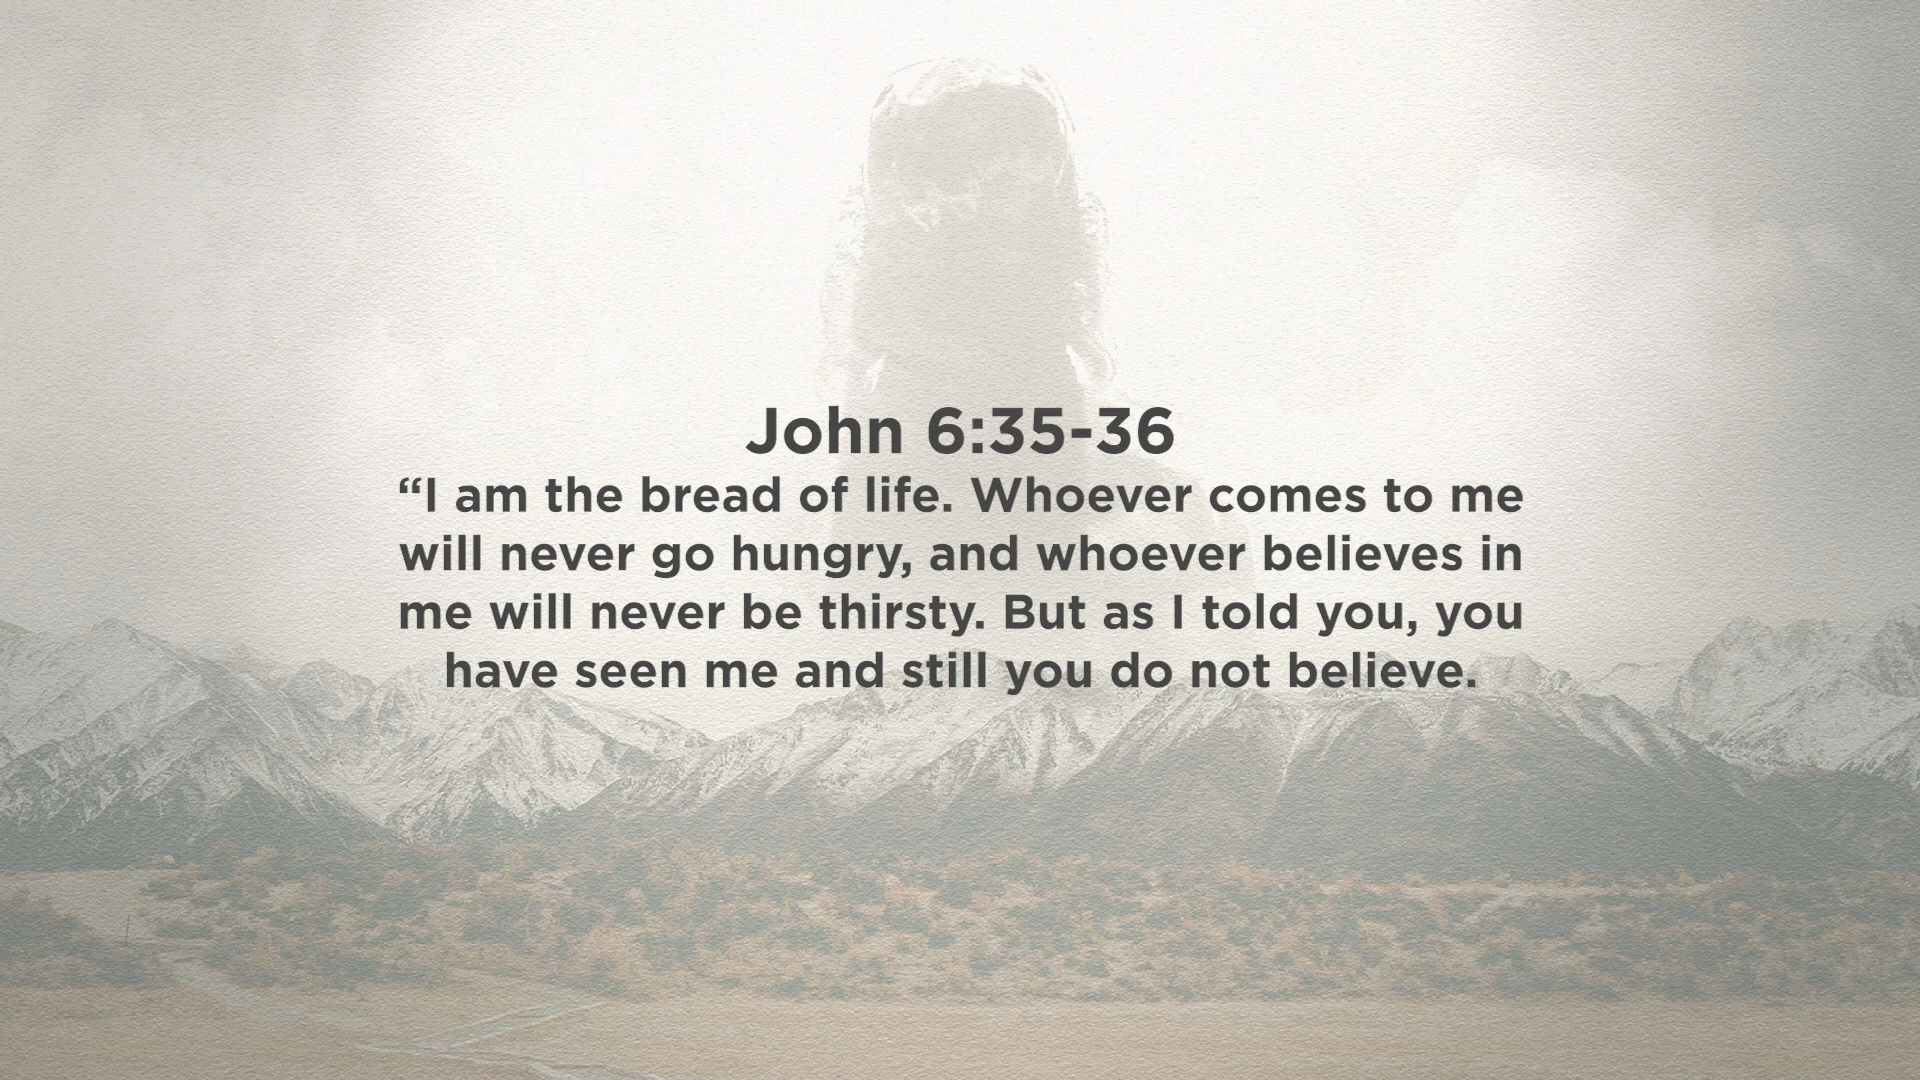 John 6:35-36
“I am the bread of life. Whoever comes to me
will never go hungry, and whoever believes in
me will never be thirsty. But as I told you, you
have seen me and still you do not believe.